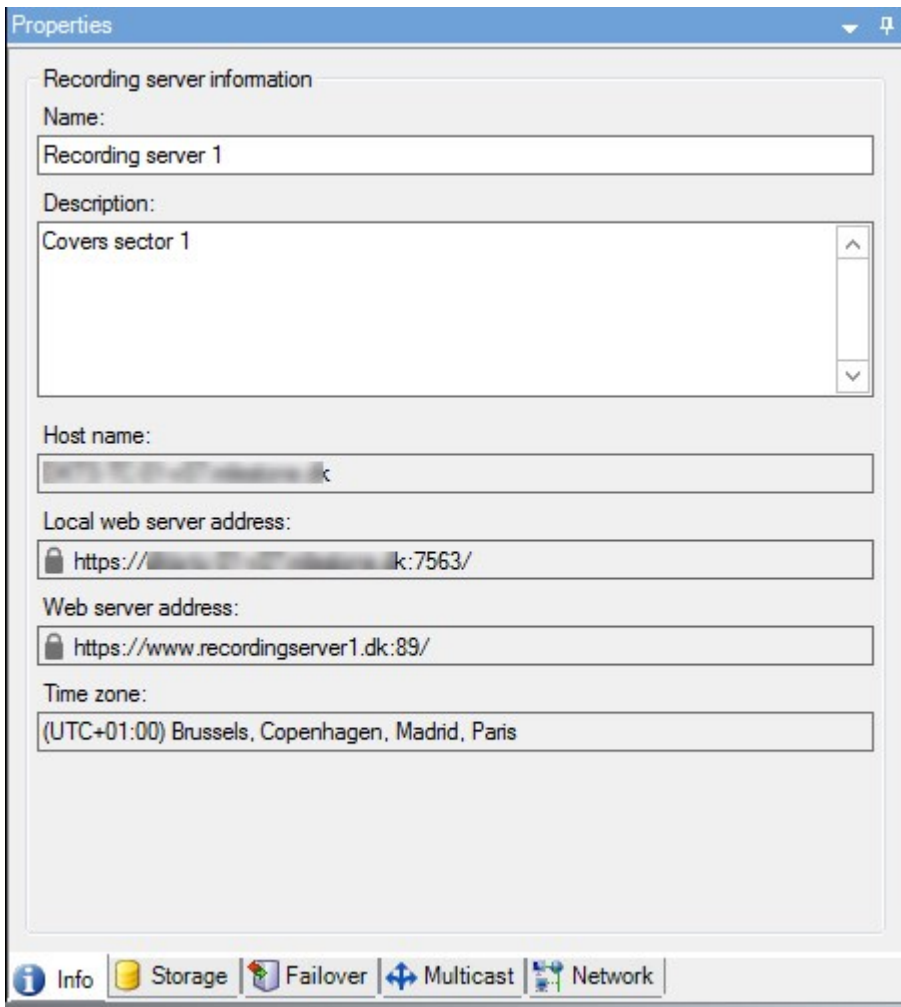 Properties
Recording server information
Name:
Recording server 1
Description:
Covers sector 1
Host name:
Local web server address:
https:// k:7563/
Web server address:
https://www.recordingserver1.dk:89/
Time zone:
(UTC+01:00) Brussels, Copenhagen, Madrid, Paris
Info Storage Failover Multicast Network